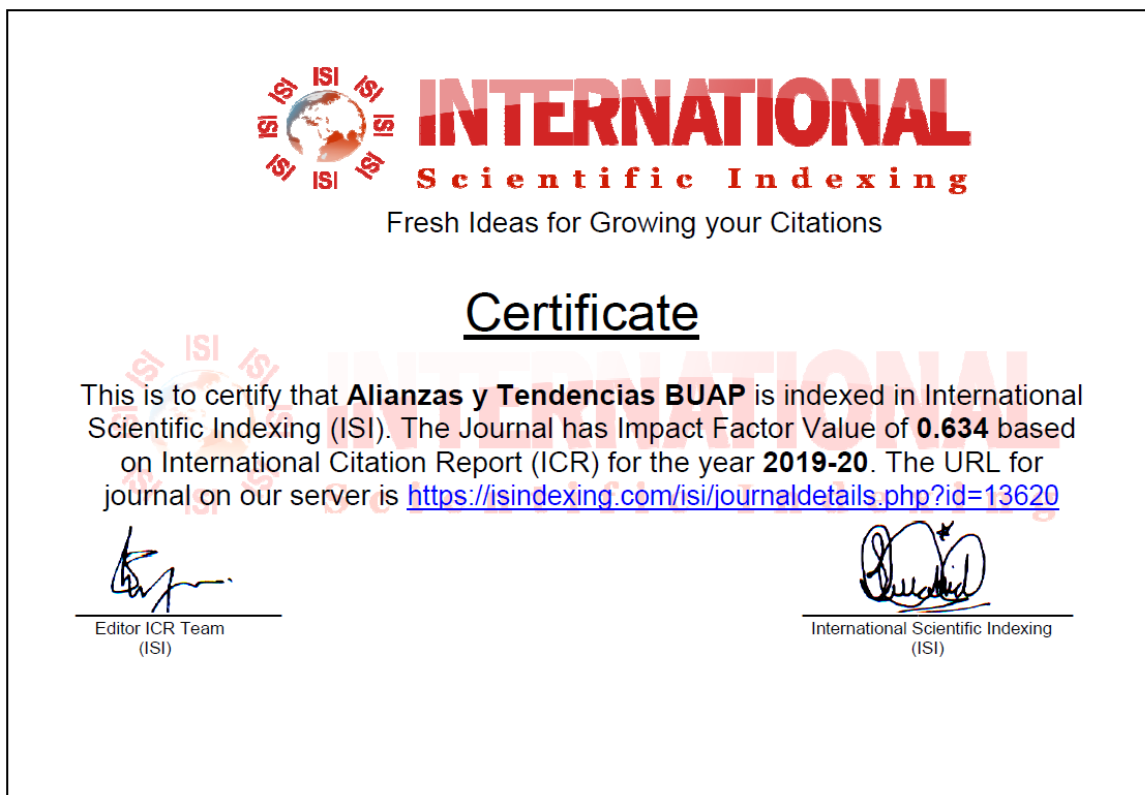 ISI ISI ISI ISI ISI ISI ISI ISI
INTERNATIONAL
Scientific Indexing
Fresh Ideas for Growing your Citations
Certificate
This is to certify that Alianzas y Tendencias BUAP is indexed in International
Scientific Indexing (ISI). The Journal has Impact Factor Value of 0.634 based
on International Citation Report (ICR) for the year 2019-20. The URL for
journal on our server is https://isindexing.com/isi/journaldetails.php?id=13620
Editor ICR Team
(ISI)
International Scientific Indexing
(ISI)